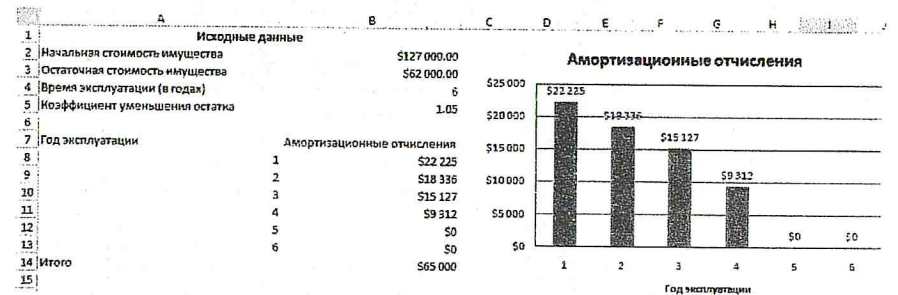 A B C D E F G H I
1 Исходные данные
2 Начальная стоимость имущества $127 000.00
3 Остаточная стоимость имущества $62 000.00
4 Время эксплуатации (в годах) 6
5 Коэффициент уменьшения остатка 1.05
6
7 Год эксплуатации Амортизационные отчисления
8 1 $22 225
9 2 $18 336
10 3 $15 127
11 4 $9 312
12 5 $0
13 6 $0
14 Итого $65 000
15
Амортизационные отчисления
$25 000
$20 000
$15 000
$10 000
$5 000
$0
$22 225
$18 336
$15 127
$9 312
$0
$0
1 2 3 4 5 6
Год эксплуатации